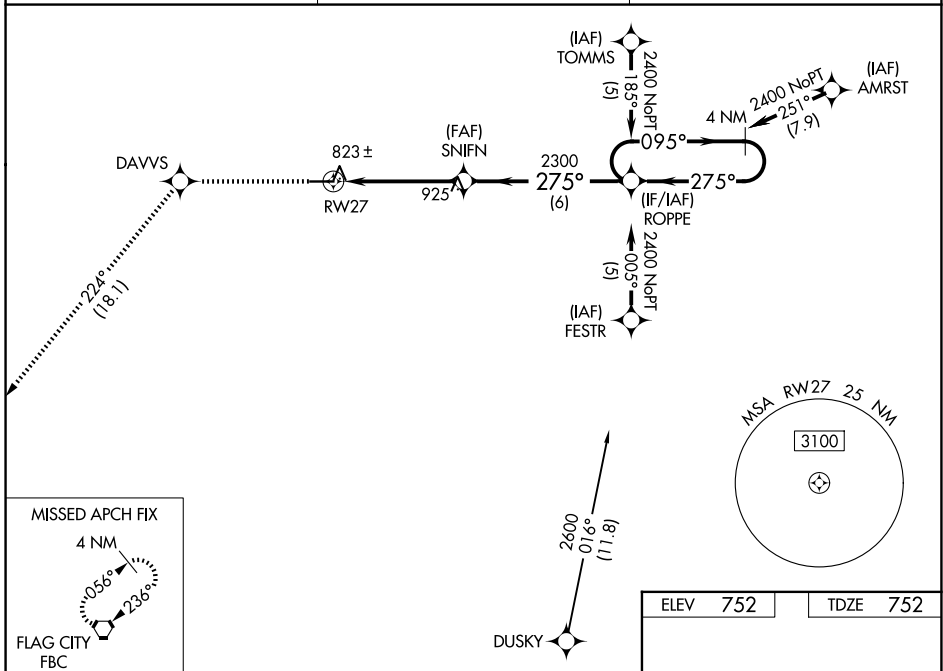 (IAF)
TOMMS
2400 NoPT
185°
(5)
2400 NoPT
251°
(7.9)
(IAF)
AMRST
4 NM
095°
(FAF)
SNIFN
823 ±
DAVVS
2300
275°
(6)
275°
925
RW27
(IF/IAF)
ROPPE
2400 NoPT
005°
(5)
224°
(18.1)
(IAF)
FESTR
MSA RW27 25 NM
3100
2600
016°
(11.8)
MISSED APCH FIX
4 NM
056°
236°
FLAG CITY
FBC
DUSKY
ELEV 752
TDZE 752